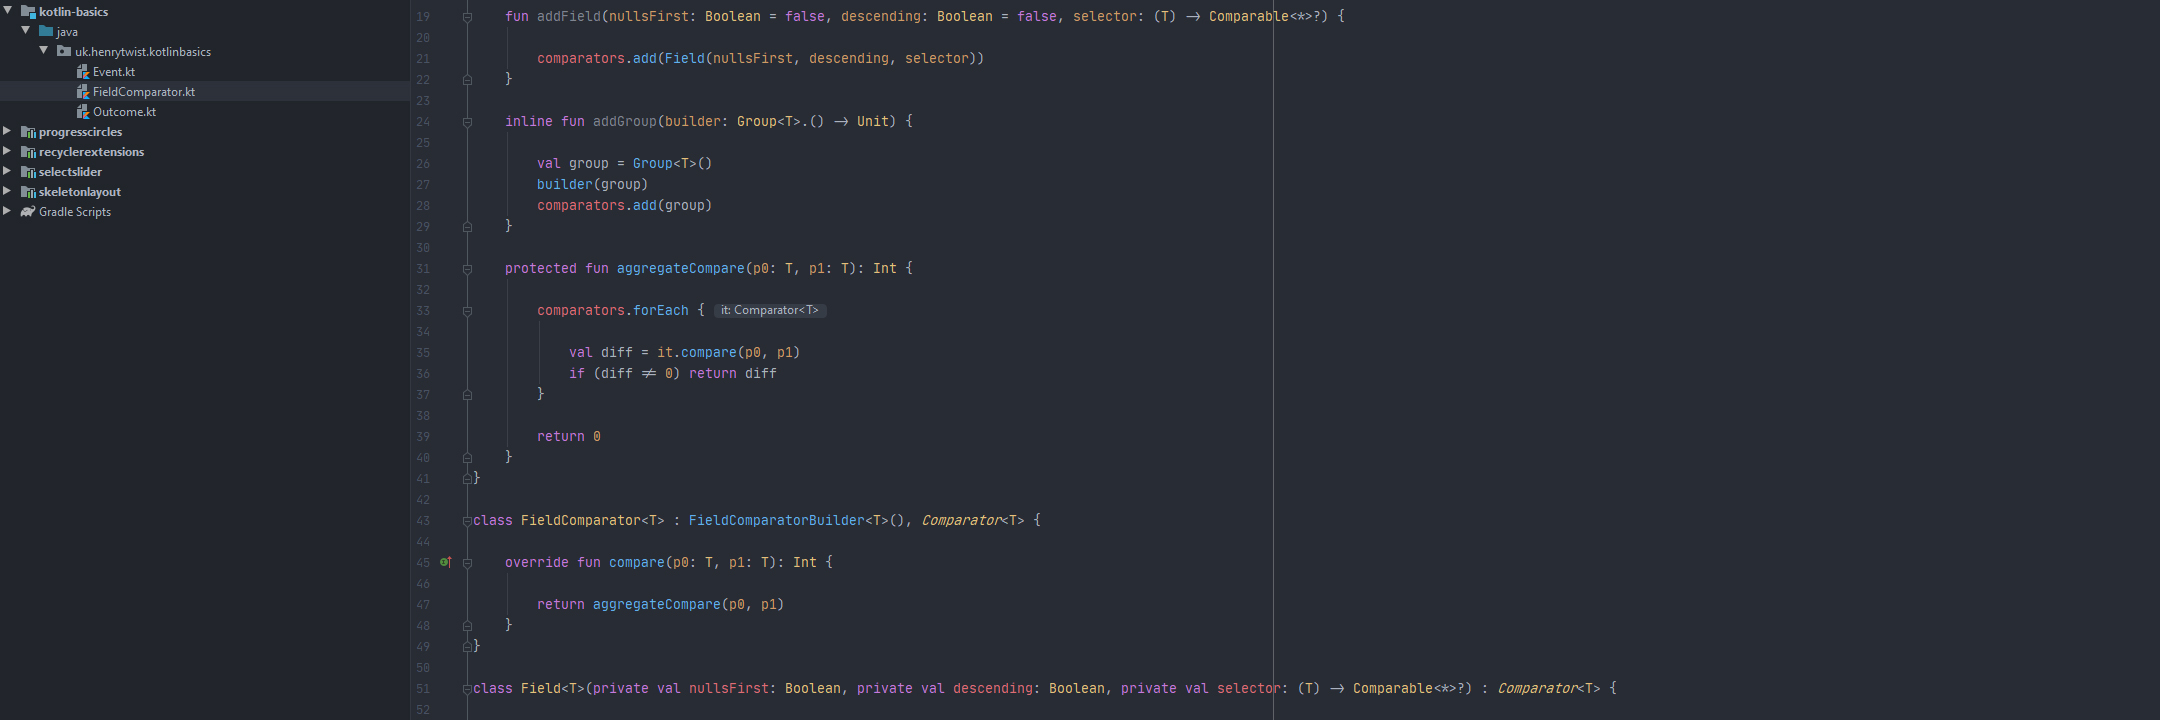 kotlin-basics
java
uk.henrytwist.kotlinbasics
Event.kt
FieldComparator.kt
Outcome.kt
progresscircles
recyclerextensions
selectslider
skeletonlayout
Gradle Scripts
19 fun addField(nullsFirst: Boolean = false, descending: Boolean = false, selector: (T) → Comparable<*>?) {
20
21 comparators.add(Field(nullsFirst, descending, selector))
22 }
23
24 inline fun addGroup(builder: Group<T>.() → Unit) {
25
26 val group = Group<T>()
27 builder(group)
28 comparators.add(group)
29 }
30
31 protected fun aggregateCompare(p0: T, p1: T): Int {
32
33 comparators.forEach { it: Comparator<T>
34
35 val diff = it.compare(p0, p1)
36 if (diff ≠ 0) return diff
37 }
38
39 return 0
40 }
41 }
42
43 class FieldComparator<T> : FieldComparatorBuilder<T>(), Comparator<T> {
44
45 override fun compare(p0: T, p1: T): Int {
46
47 return aggregateCompare(p0, p1)
48 }
49 }
50
51 class Field<T>(private val nullsFirst: Boolean, private val descending: Boolean, private val selector: (T) → Comparable<*>?) : Comparator<T> {
52